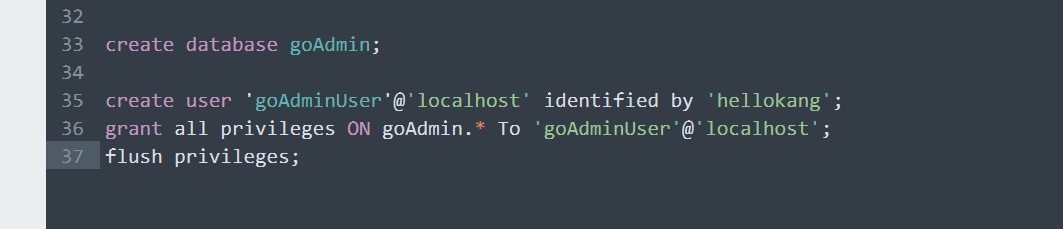 32
33 create database goAdmin;
34
35 create user 'goAdminUser'@'localhost' identified by 'hellokang';
36 grant all privileges ON goAdmin.* To 'goAdminUser'@'localhost';
37 flush privileges;